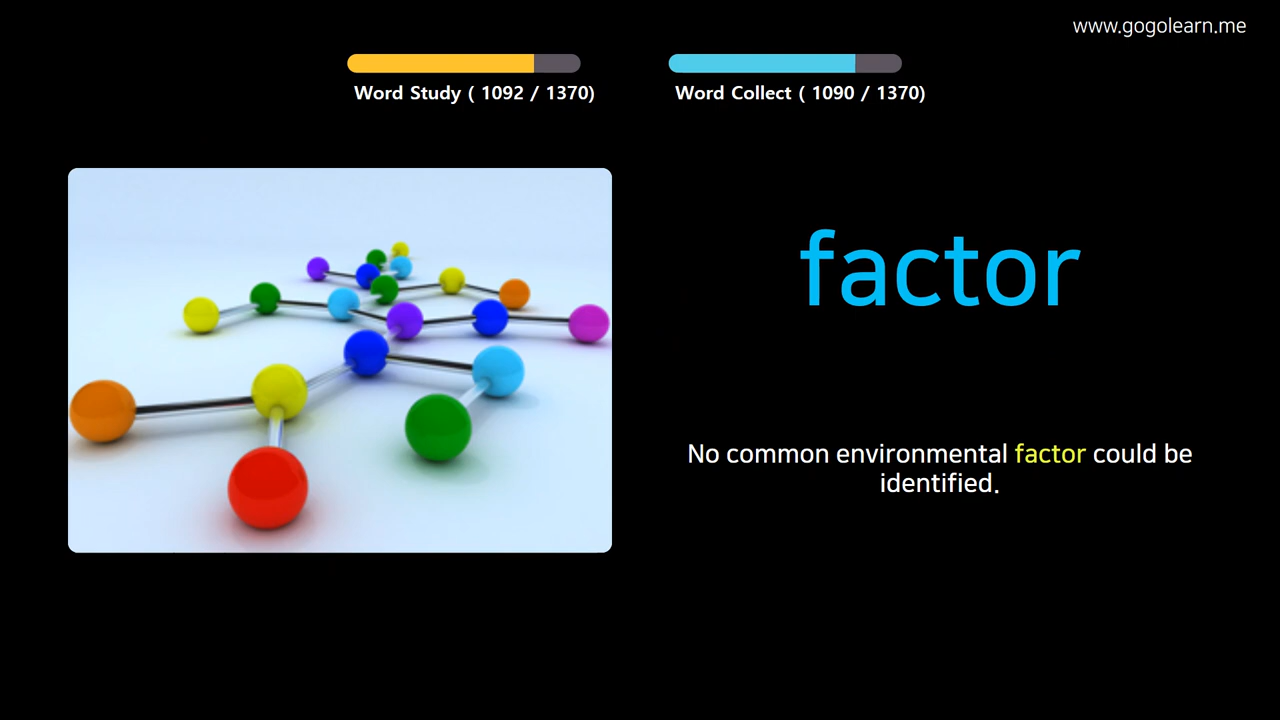 www.gogolearn.me
Word Study ( 1092 / 1370)
Word Collect ( 1090 / 1370)
factor
No common environmental factor could be
identified.